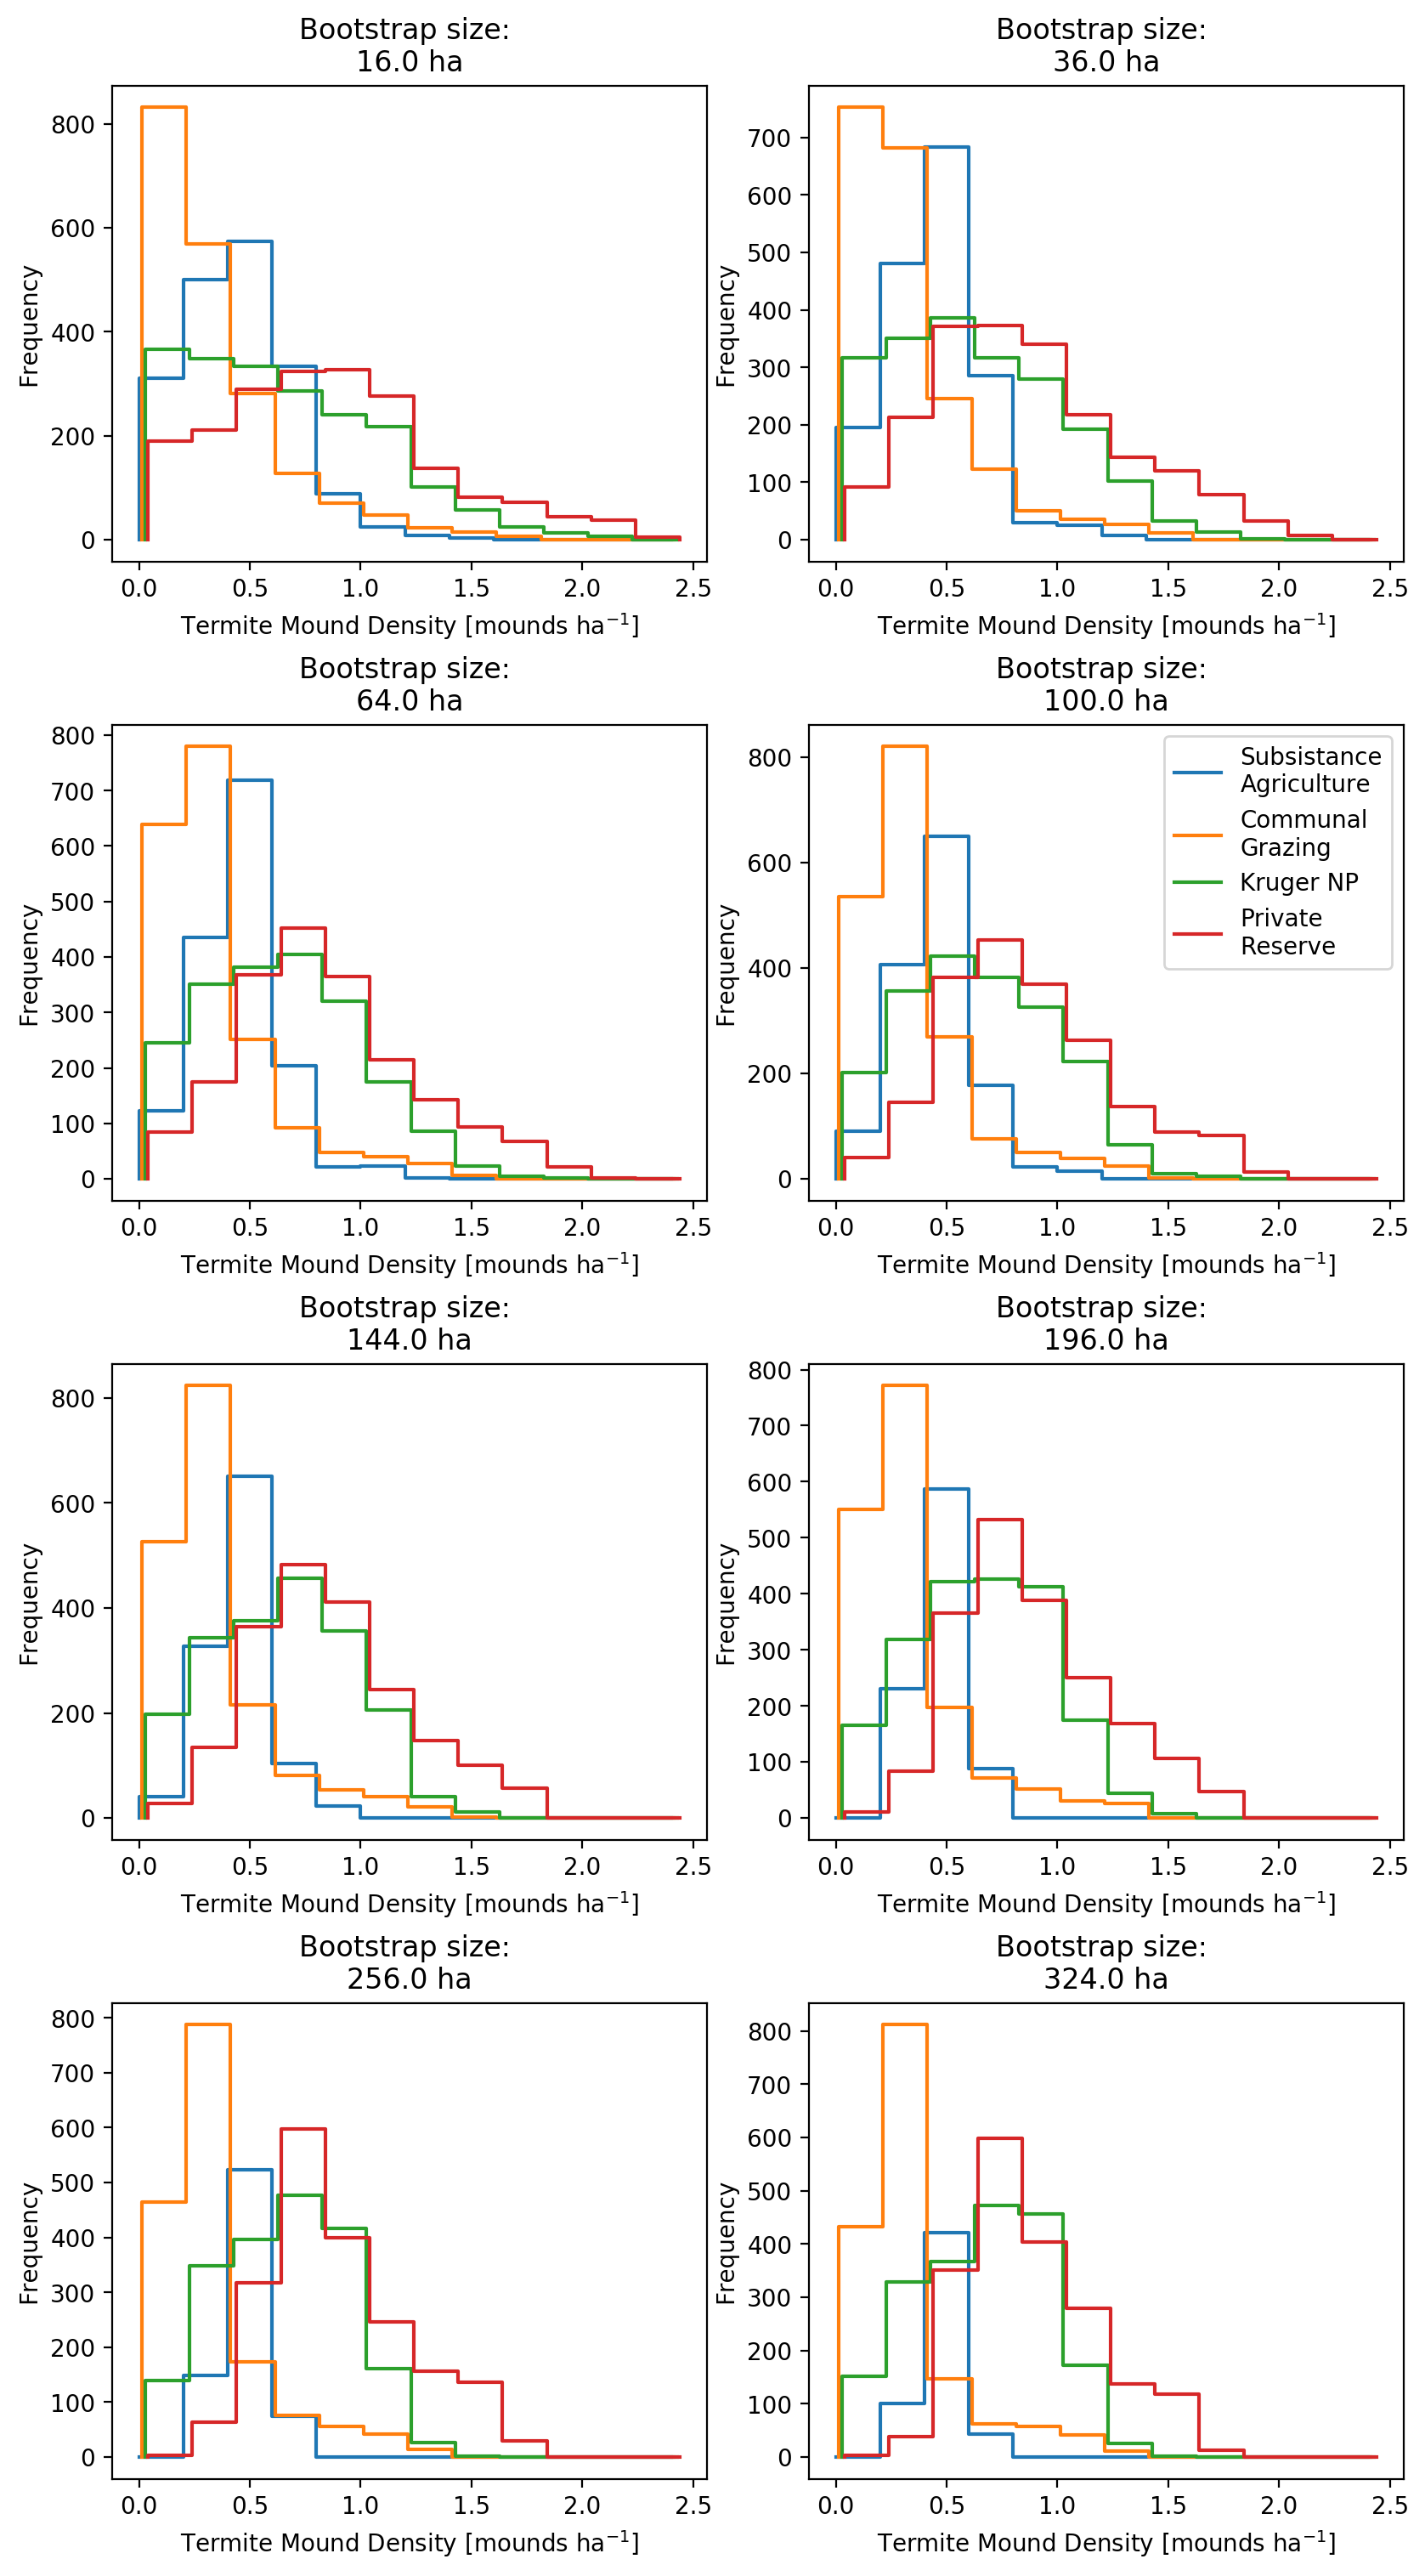 Bootstrap size:
16.0 ha
800
600
400
200
0
Frequency
0.0 0.5 1.0 1.5 2.0 2.5
Termite Mound Density [mounds ha⁻¹]
Bootstrap size:
36.0 ha
700
600
500
400
300
200
100
0
Frequency
0.0 0.5 1.0 1.5 2.0 2.5
Termite Mound Density [mounds ha⁻¹]
Bootstrap size:
64.0 ha
800
700
600
500
400
300
200
100
0
Frequency
0.0 0.5 1.0 1.5 2.0 2.5
Termite Mound Density [mounds ha⁻¹]
Bootstrap size:
100.0 ha
800
600
400
200
0
Frequency
Subsistance
Agriculture
Communal
Grazing
Kruger NP
Private
Reserve
0.0 0.5 1.0 1.5 2.0 2.5
Termite Mound Density [mounds ha⁻¹]
Bootstrap size:
144.0 ha
800
600
400
200
0
Frequency
0.0 0.5 1.0 1.5 2.0 2.5
Termite Mound Density [mounds ha⁻¹]
Bootstrap size:
196.0 ha
800
700
600
500
400
300
200
100
0
Frequency
0.0 0.5 1.0 1.5 2.0 2.5
Termite Mound Density [mounds ha⁻¹]
Bootstrap size:
256.0 ha
800
700
600
500
400
300
200
100
0
Frequency
0.0 0.5 1.0 1.5 2.0 2.5
Termite Mound Density [mounds ha⁻¹]
Bootstrap size:
324.0 ha
800
700
600
500
400
300
200
100
0
Frequency
0.0 0.5 1.0 1.5 2.0 2.5
Termite Mound Density [mounds ha⁻¹]